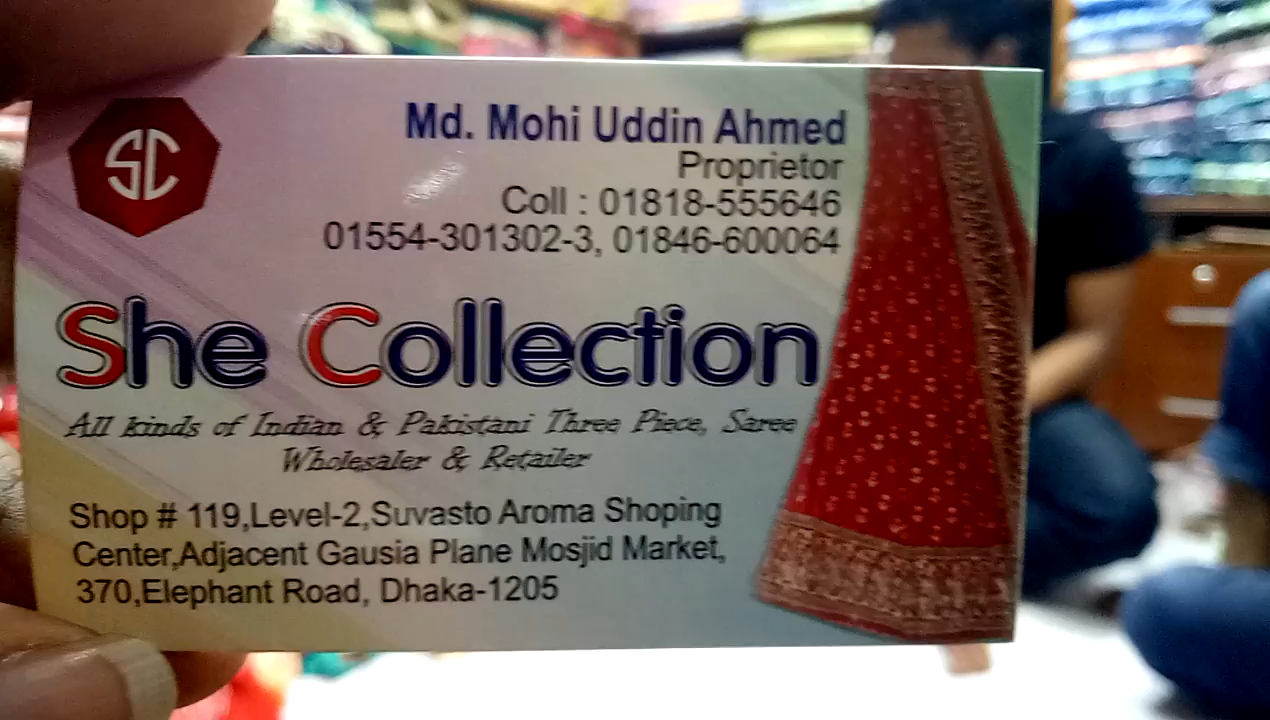 SC
Md. Mohi Uddin Ahmed
Proprietor
Coll : 01818-555646
01554-301302-3, 01846-600064
She Collection
All kinds of Indian & Pakistani Three Piece, Saree
Wholesaler & Retailer
Shop # 119,Level-2,Suvasto Aroma Shoping
Center,Adjacent Gausia Plane Mosjid Market,
370,Elephant Road, Dhaka-1205